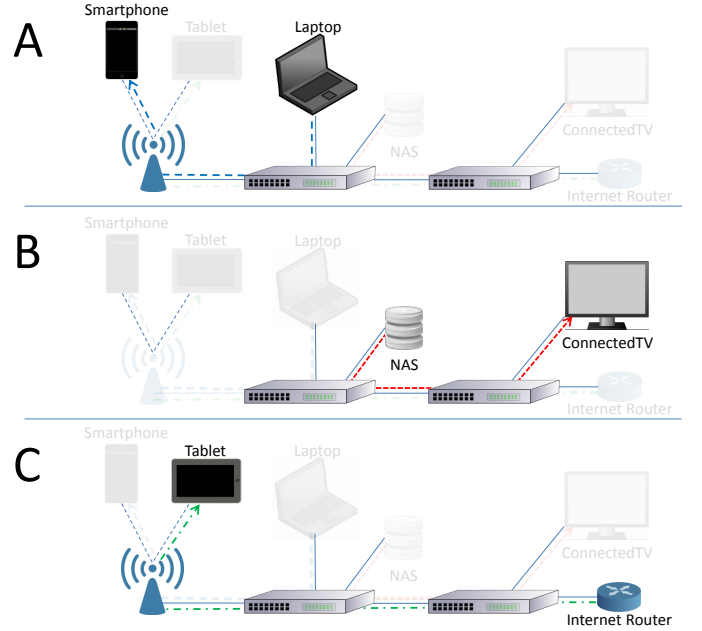 Smartphone
Tablet
Laptop
A
ConnectedTV
NAS
Internet Router
Smartphone
Tablet
Laptop
B
ConnectedTV
NAS
Internet Router
Smartphone
Tablet
Laptop
C
ConnectedTV
NAS
Internet Router